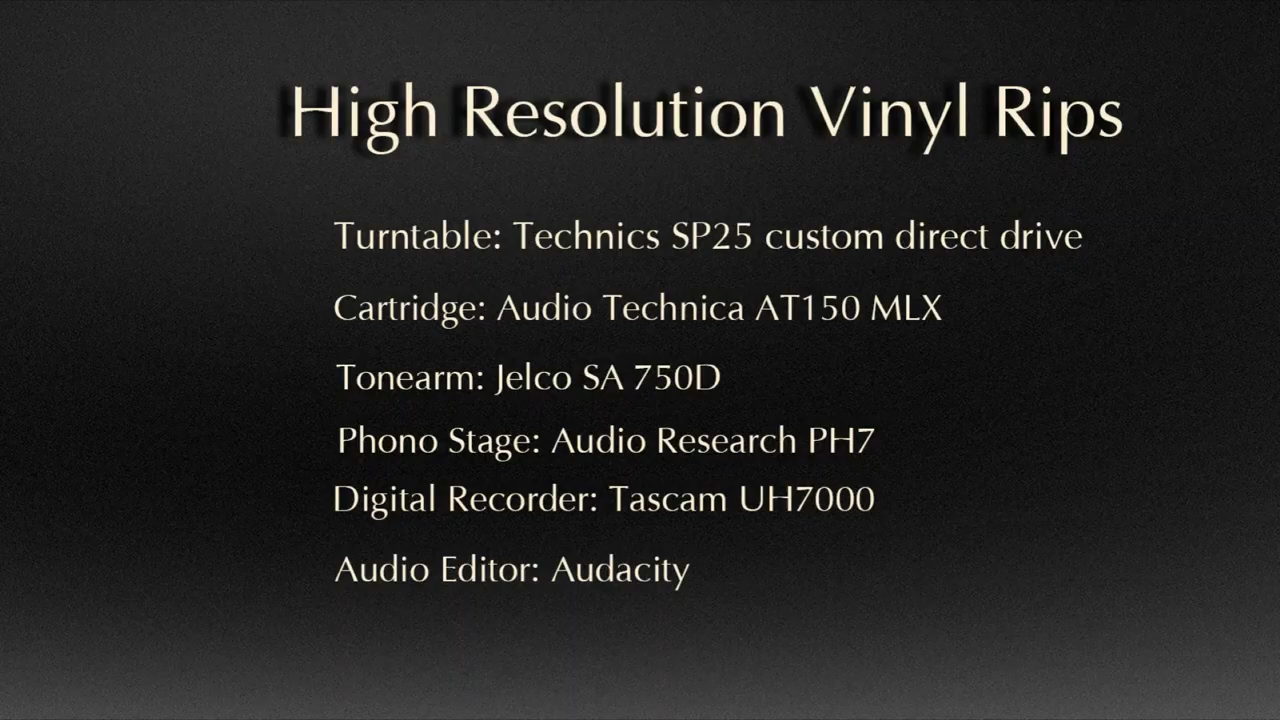 High Resolution Vinyl Rips
Turntable: Technics SP25 custom direct drive
Cartridge: Audio Technica AT150 MLX
Tonearm: Jelco SA 750D
Phono Stage: Audio Research PH7
Digital Recorder: Tascam UH7000
Audio Editor: Audacity